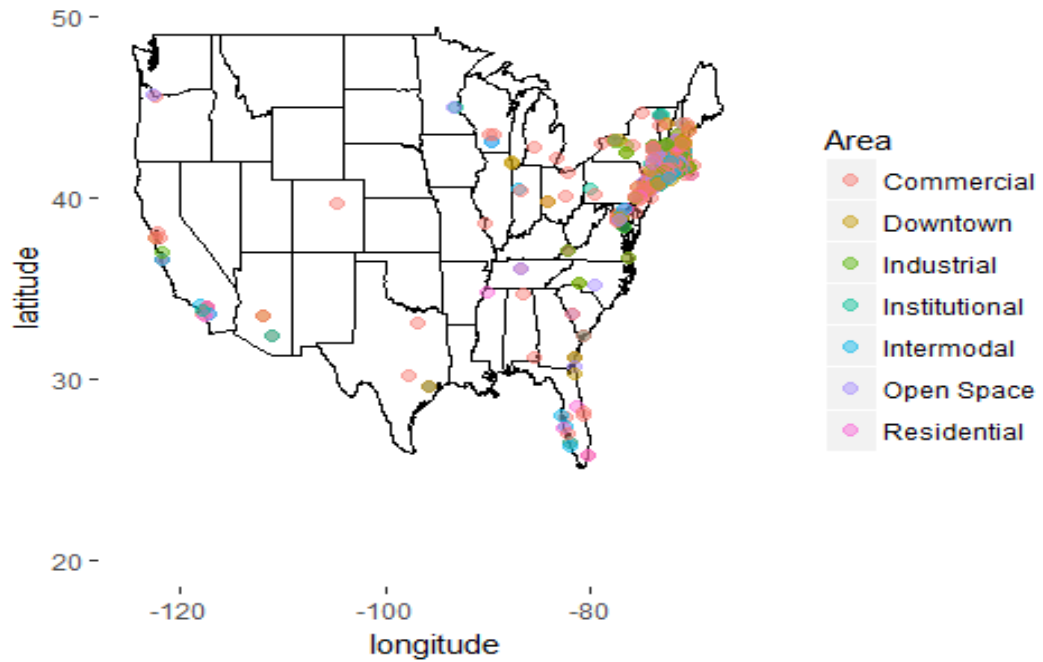 50
40
30
20
latitude
-120
-100
-80
longitude
Area
Commercial
Downtown
Industrial
Institutional
Intermodal
Open Space
Residential